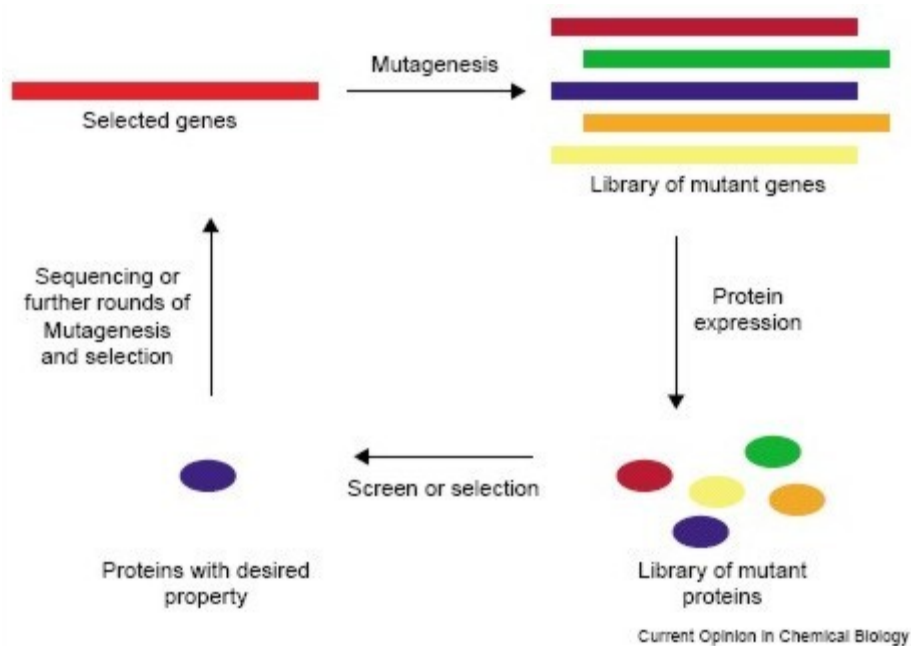 Mutagenesis
Selected genes
Library of mutant genes
Sequencing or
further rounds of
Mutagenesis
and selection
Protein
expression
Screen or selection
Proteins with desired
property
Library of mutant
proteins
Current Opinion in Chemical Biology